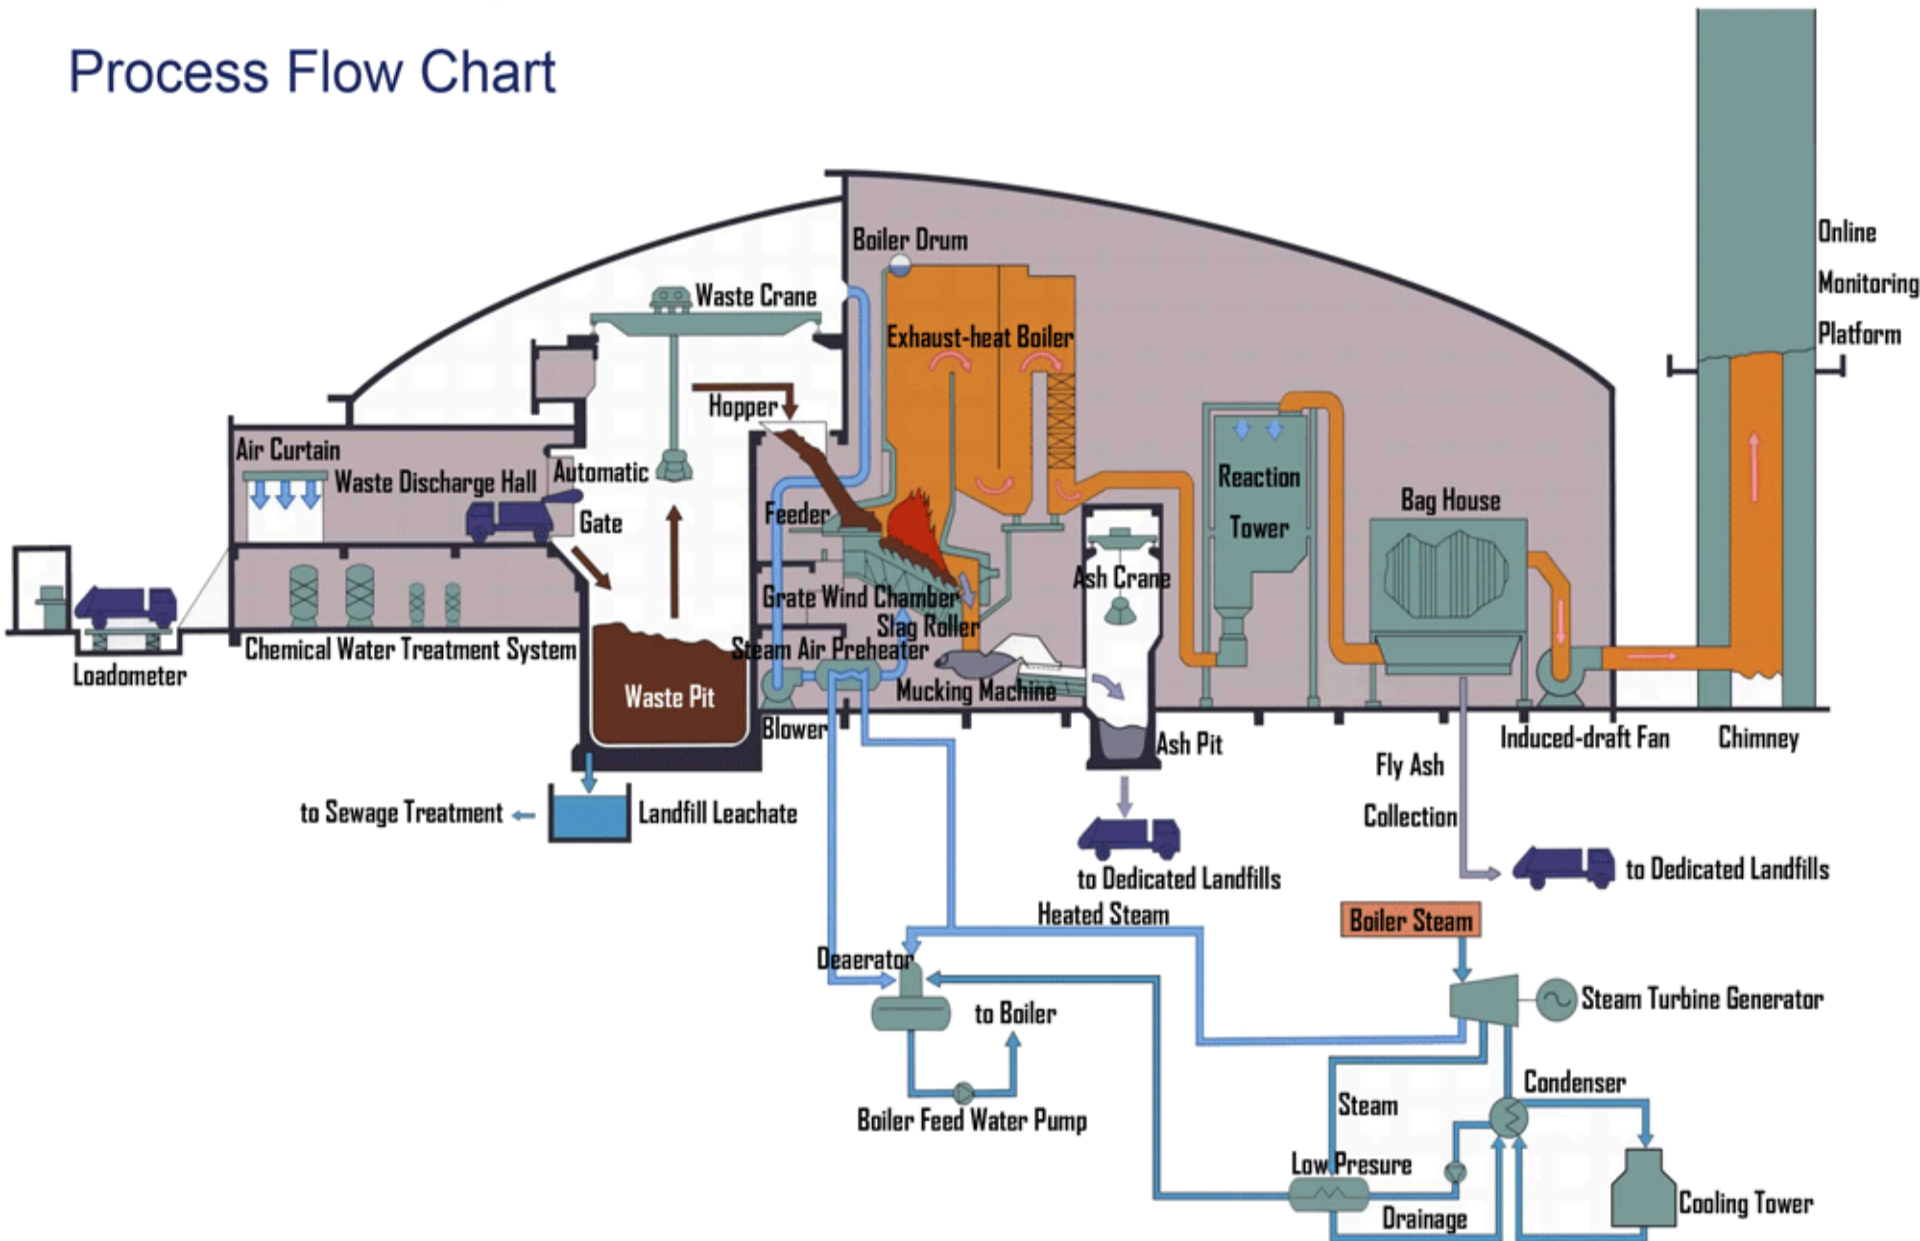 Process Flow Chart
Online
Monitoring
Platform
Boiler Drum
Waste Crane
Exhaust-heat Boiler
Hopper
Air Curtain
Waste Discharge Hall
Automatic
Gate
Feeder
Reaction
Tower
Bag House
Ash Crane
Grate Wind Chamber
Slag Roller
Steam Air Preheater
Chemical Water Treatment System
Loadometer
Waste Pit
Mucking Machine
Blower
Ash Pit
Induced-draft Fan
Chimney
Fly Ash
Collection
to Sewage Treatment
Landfill Leachate
to Dedicated Landfills
to Dedicated Landfills
Heated Steam
Boiler Steam
Deaerator
to Boiler
Steam Turbine Generator
Boiler Feed Water Pump
Condenser
Steam
Low Presure
Drainage
Cooling Tower